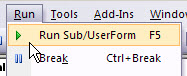 Run Tools Add-Ins
Run Sub/UserForm F5
Break Ctrl+Break